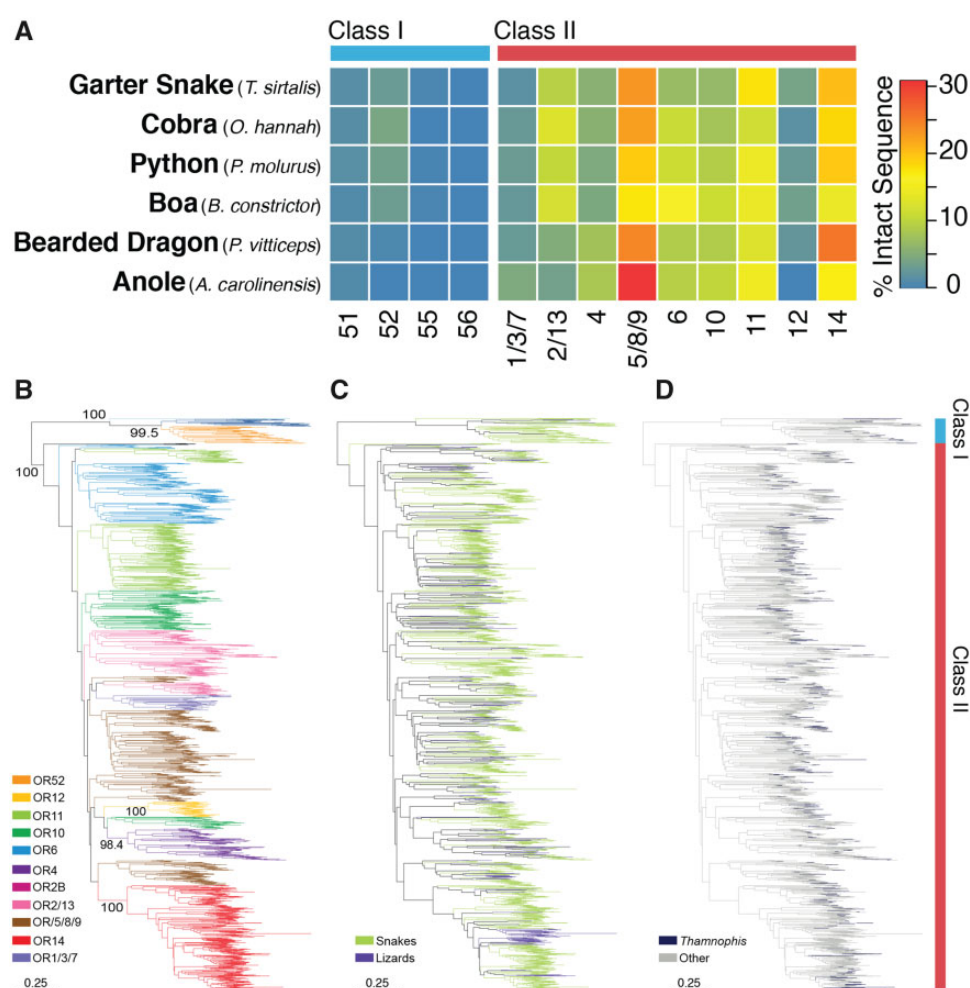 A
Class I
Class II
Garter Snake (T. sirtalis)
Cobra (O. hannah)
Python (P. molurus)
Boa (B. constrictor)
Bearded Dragon (P. vitticeps)
Anole (A. carolinensis)
51 52 55 56 1/3/7 2/13 4 5/8/9 6 10 11 12 14
% Intact Sequence
30
20
10
0
B
100
99.5
100
100
98.4
100
OR52
OR12
OR11
OR10
OR6
OR4
OR2B
OR2/13
OR/5/8/9
OR14
OR1/3/7
0.25
C
Snakes
Lizards
0.25
D
Thamnophis
Other
0.25
Class I
Class II